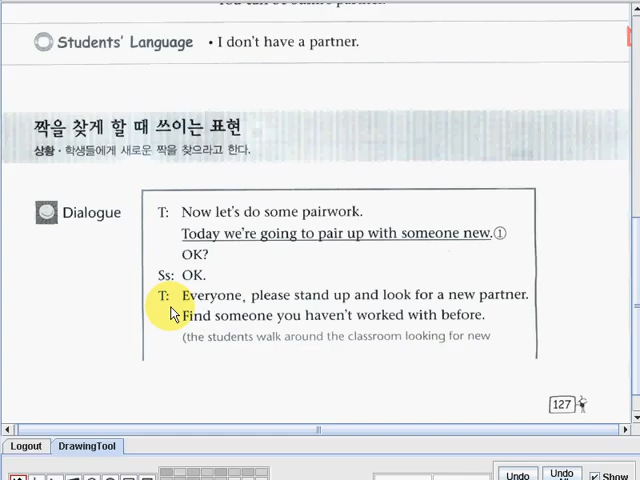 Students' Language • I don't have a partner.
짝을 찾게 할 때 쓰이는 표현
상황 · 학생들에게 새로운 짝을 찾으라고 한다.
Dialogue
T: Now let's do some pairwork.
Today we're going to pair up with someone new.①
OK?
Ss: OK.
T: Everyone, please stand up and look for a new partner.
Find someone you haven't worked with before.
(the students walk around the classroom looking for new
127
Logout DrawingTool
Undo Undo Show